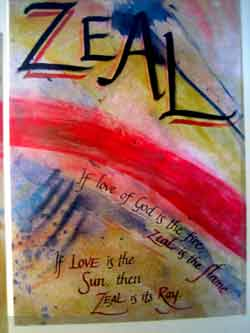 ZEAL
If love of God is the fire,
Zeal is the flame
If LOVE is the
Sun, then
ZEAL is its Ray.